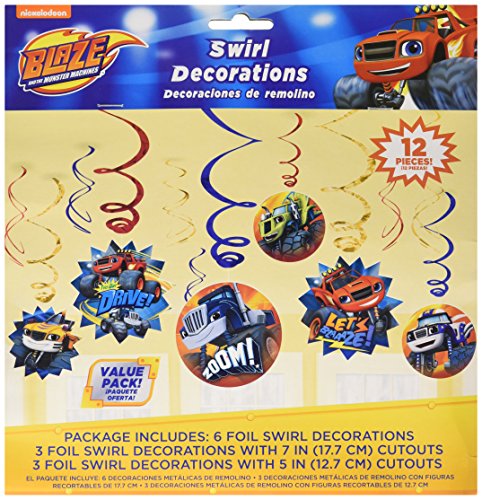 nickelodeon
BLAZE
AND THE MONSTER MACHINES
Swirl
Decorations
Decoraciones de remolino
12
PIECES!
(12 PIEZAS)
DRIVE!
ZOOM!
LET'S
BLAAAZE!
VALUE
PACK!
¡PAQUETE
OFERTA!
PACKAGE INCLUDES: 6 FOIL SWIRL DECORATIONS
3 FOIL SWIRL DECORATIONS WITH 7 IN (17.7 CM) CUTOUTS
3 FOIL SWIRL DECORATIONS WITH 5 IN (12.7 CM) CUTOUTS
EL PAQUETE INCLUYE: 6 DECORACIONES METÁLICAS DE REMOLINO • 3 DECORACIONES METÁLICAS DE REMOLINO CON FIGURAS
RECORTABLES DE 17.7 CM • 3 DECORACIONES METÁLICAS DE REMOLINO CON FIGURAS RECORTABLES DE 12.7 CM